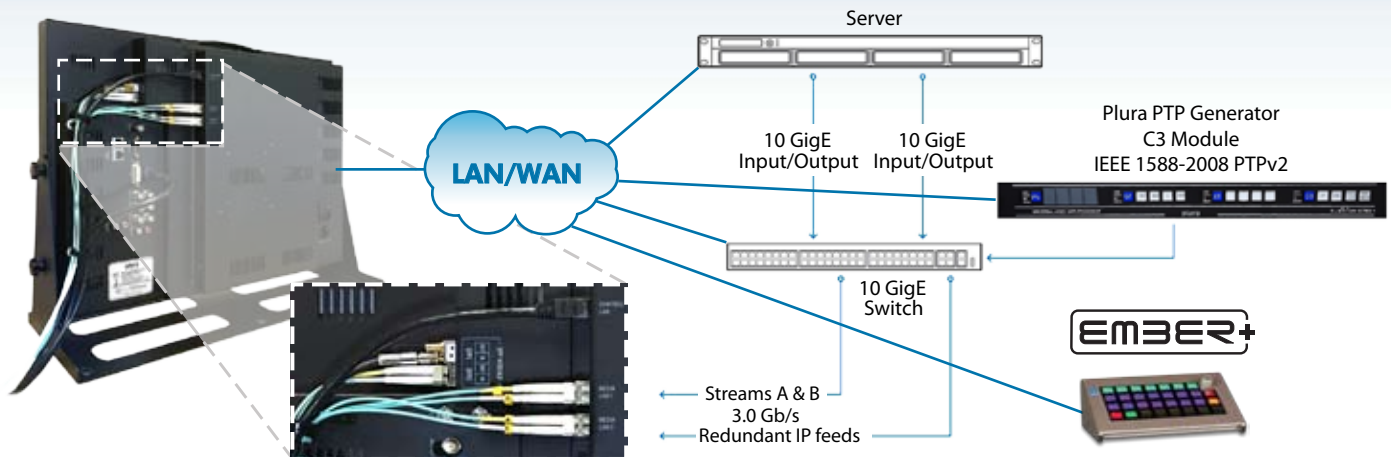 Server
10 GigE
Input/Output
10 GigE
Input/Output
Plura PTP Generator
C3 Module
IEEE 1588-2008 PTPv2
LAN/WAN
10 GigE
Switch
EMBER+
Streams A & B
3.0 Gb/s
Redundant IP feeds